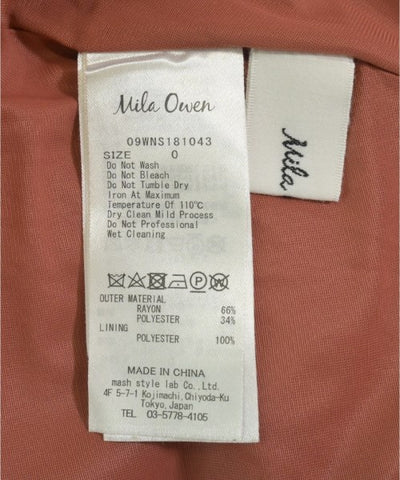 Mila Owen
09WNS181043
SIZE 0
Do Not Wash
Do Not Bleach
Do Not Tumble Dry
Iron At Maximum
Temperature Of 110℃
Dry Clean Mild Process
Do Not Professional
Wet Cleaning
OUTER MATERIAL
RAYON 66%
POLYESTER 34%
LINING
POLYESTER 100%
MADE IN CHINA
mash style lab Co.,Ltd.
4F 5-7-1 Kojimachi,Chiyoda-Ku
Tokyo,Japan
TEL 03-5778-4105
Mila